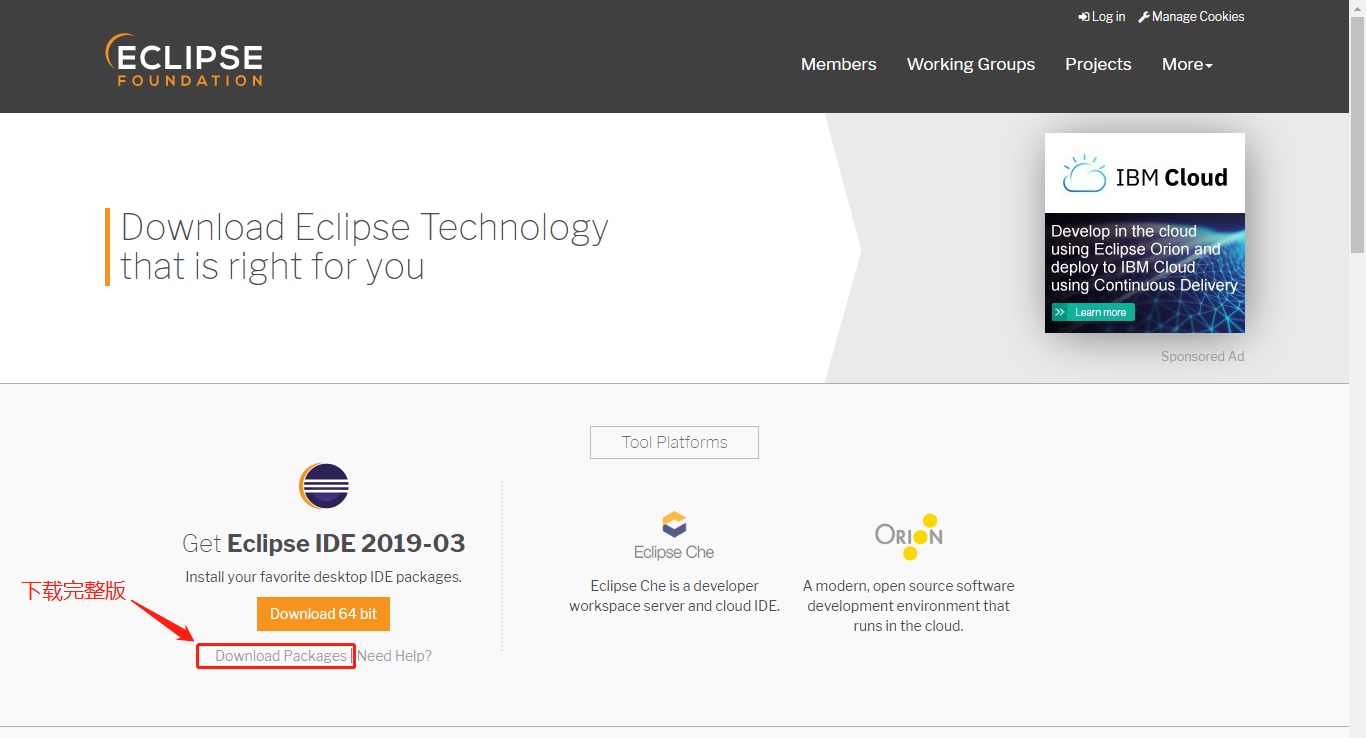 Log in
Manage Cookies
ECLIPSE
FOUNDATION
Members
Working Groups
Projects
More
Download Eclipse Technology
that is right for you
IBM Cloud
Develop in the cloud
using Eclipse Orion and
deploy to IBM Cloud
using Continuous Delivery
Learn more
Sponsored Ad
Tool Platforms
Get Eclipse IDE 2019-03
Install your favorite desktop IDE packages.
Download 64 bit
下载完整版
Download Packages | Need Help?
Eclipse Che
Eclipse Che is a developer
workspace server and cloud IDE.
ORION
A modern, open source software
development environment that
runs in the cloud.